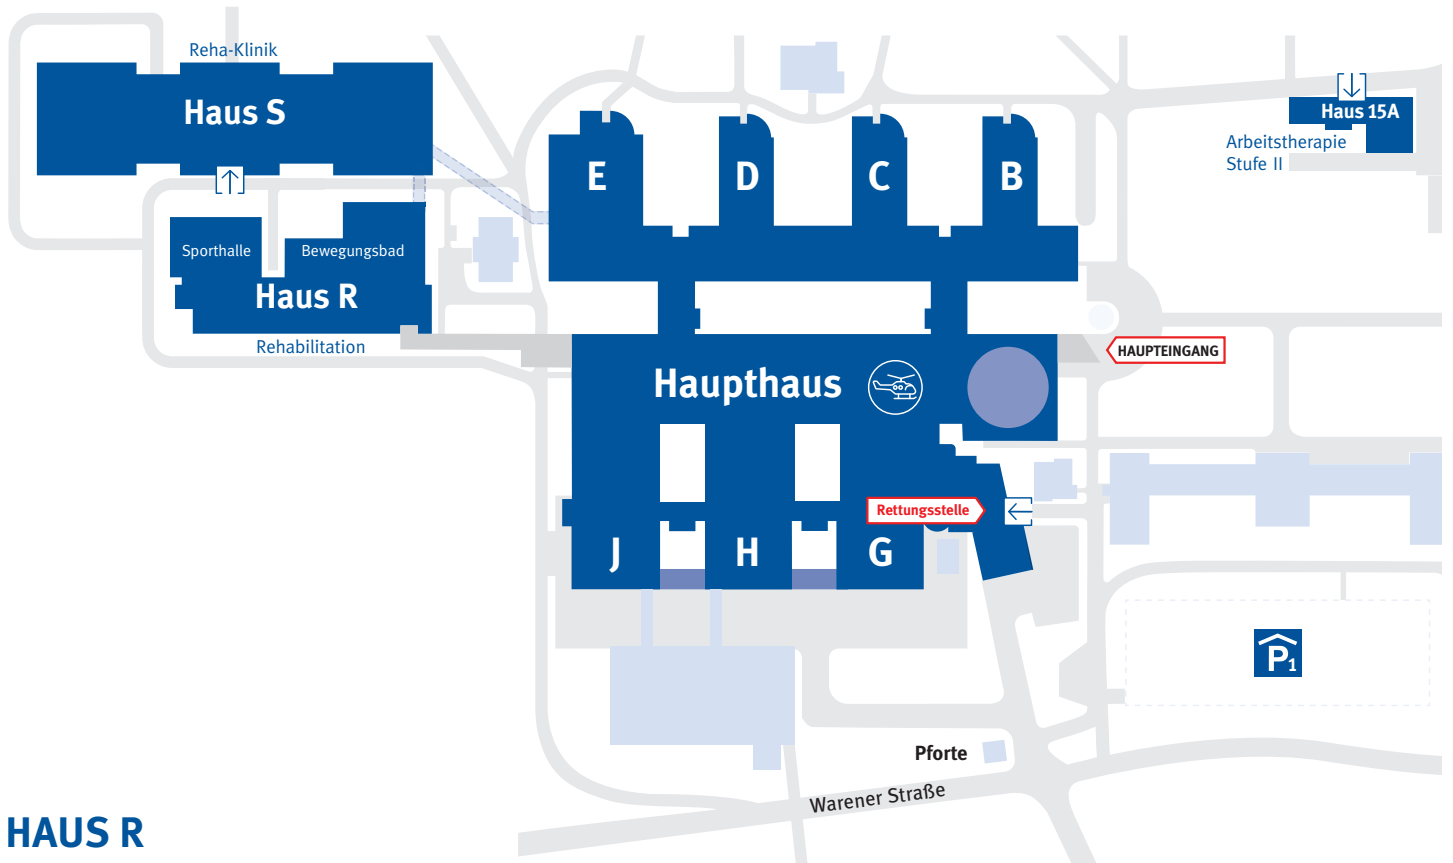 Reha-Klinik
Haus S
Haus 15A
Arbeitstherapie
Stufe II
E
D
C
B
Sporthalle
Bewegungsbad
Haus R
Rehabilitation
HAUPTEINGANG
Haupthaus
Rettungsstelle
J
H
G
P1
Pforte
Warener Straße
HAUS R